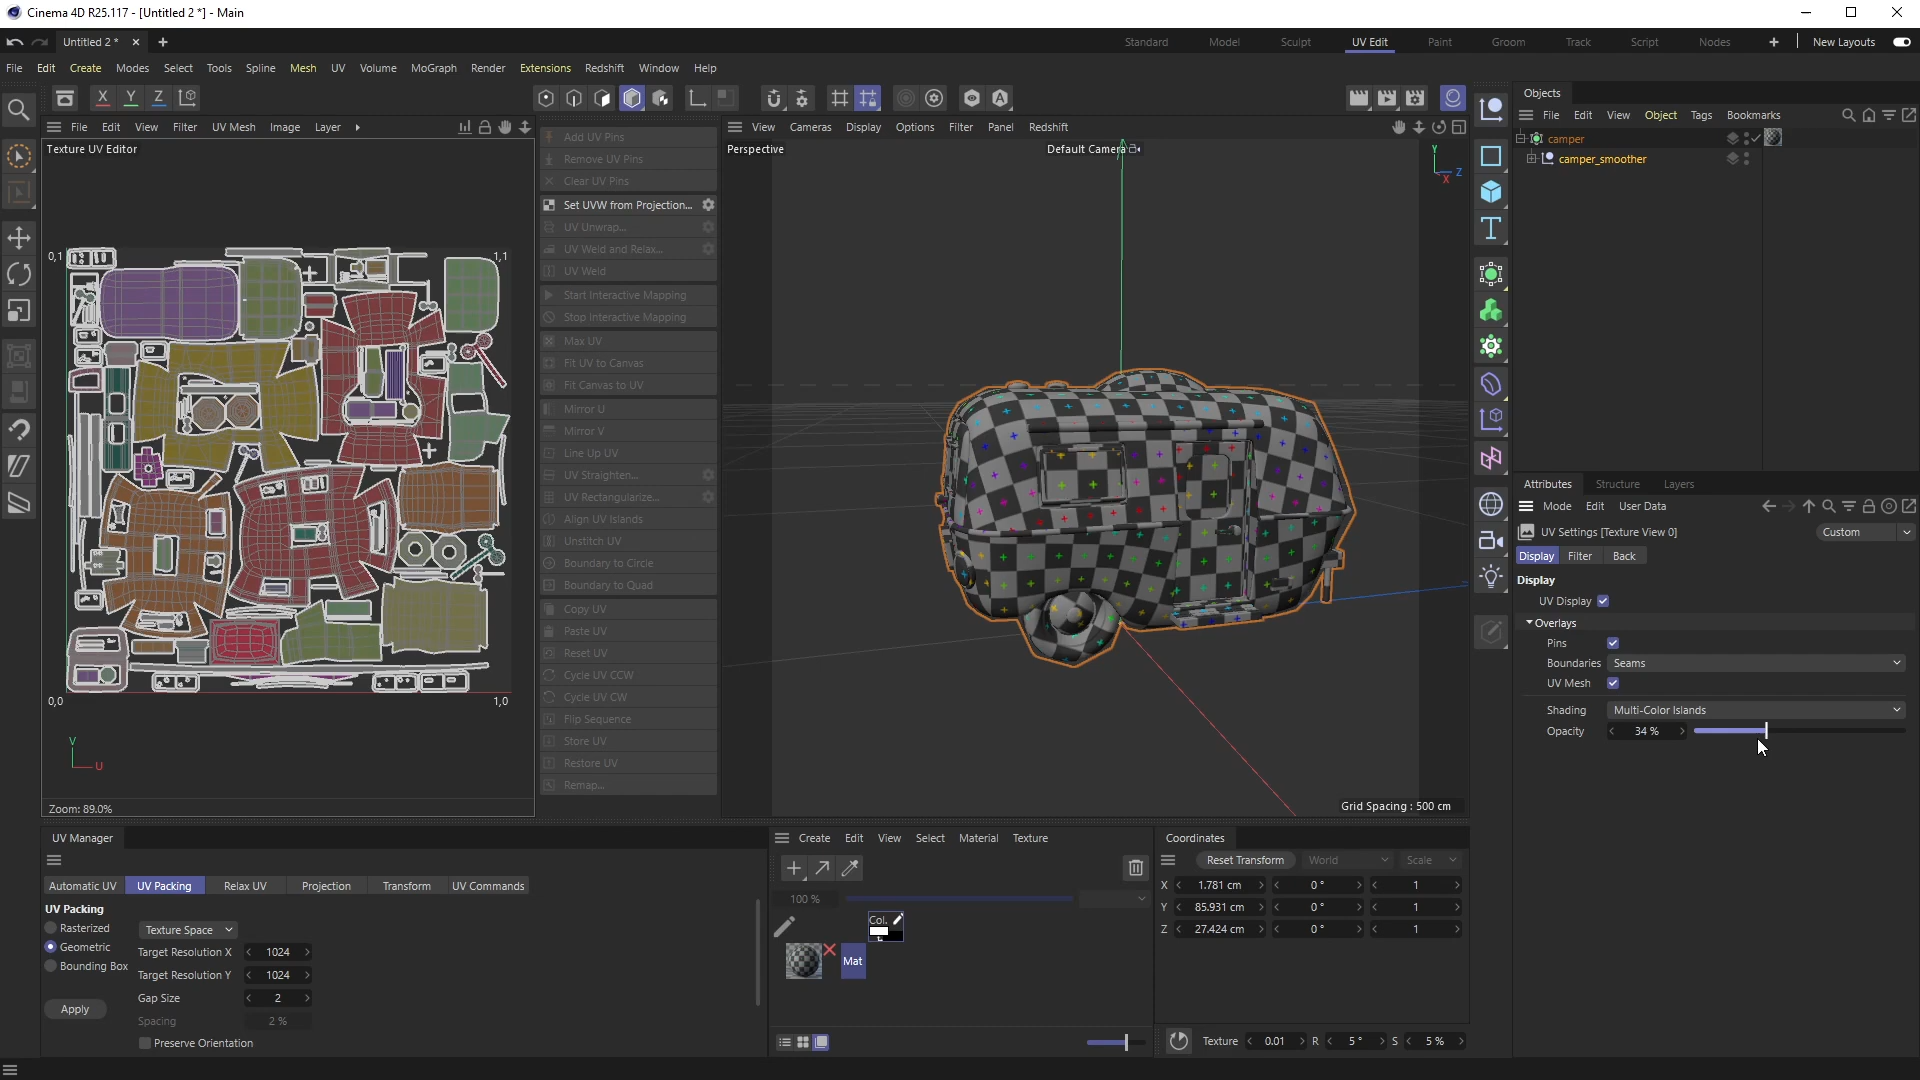 Cinema 4D R25.117 - [Untitled 2 *] - Main
Untitled 2 *
Standard Model Sculpt UV Edit Paint Groom Track Script Nodes New Layouts
File Edit Create Modes Select Tools Spline Mesh UV Volume MoGraph Render Extensions Redshift Window Help
X Y Z
File Edit View Filter UV Mesh Image Layer
Texture UV Editor
0,1
1,1
0,0
1,0
V
U
Zoom: 89.0%
Add UV Pins
Remove UV Pins
Clear UV Pins
Set UVW from Projection...
UV Unwrap...
UV Weld and Relax...
UV Weld
Start Interactive Mapping
Stop Interactive Mapping
Max UV
Fit UV to Canvas
Fit Canvas to UV
Mirror U
Mirror V
Line Up UV
UV Straighten...
UV Rectangularize...
Align UV Islands
Unstitch UV
Boundary to Circle
Boundary to Quad
Copy UV
Paste UV
Reset UV
Cycle UV CCW
Cycle UV CW
Flip Sequence
Store UV
Restore UV
Remap...
View Cameras Display Options Filter Panel Redshift
Perspective
Default Camera
Y
Z
X
Grid Spacing : 500 cm
Objects
File Edit View Object Tags Bookmarks
camper
camper_smoother
Attributes Structure Layers
Mode Edit User Data
UV Settings [Texture View 0]
Custom
Display Filter Back
Display
UV Display
Overlays
Pins
Boundaries Seams
UV Mesh
Shading Multi-Color Islands
Opacity 34 %
UV Manager
Automatic UV UV Packing Relax UV Projection Transform UV Commands
UV Packing
Rasterized
Geometric
Bounding Box
Apply
Texture Space
Target Resolution X 1024
Target Resolution Y 1024
Gap Size 2
Spacing 2 %
Preserve Orientation
Create Edit View Select Material Texture
100 %
Col.
Mat
Coordinates
Reset Transform World Scale
X 1.781 cm 0 ° 1
Y 85.931 cm 0 ° 1
Z 27.424 cm 0 ° 1
Texture 0.01 R 5 ° S 5 %